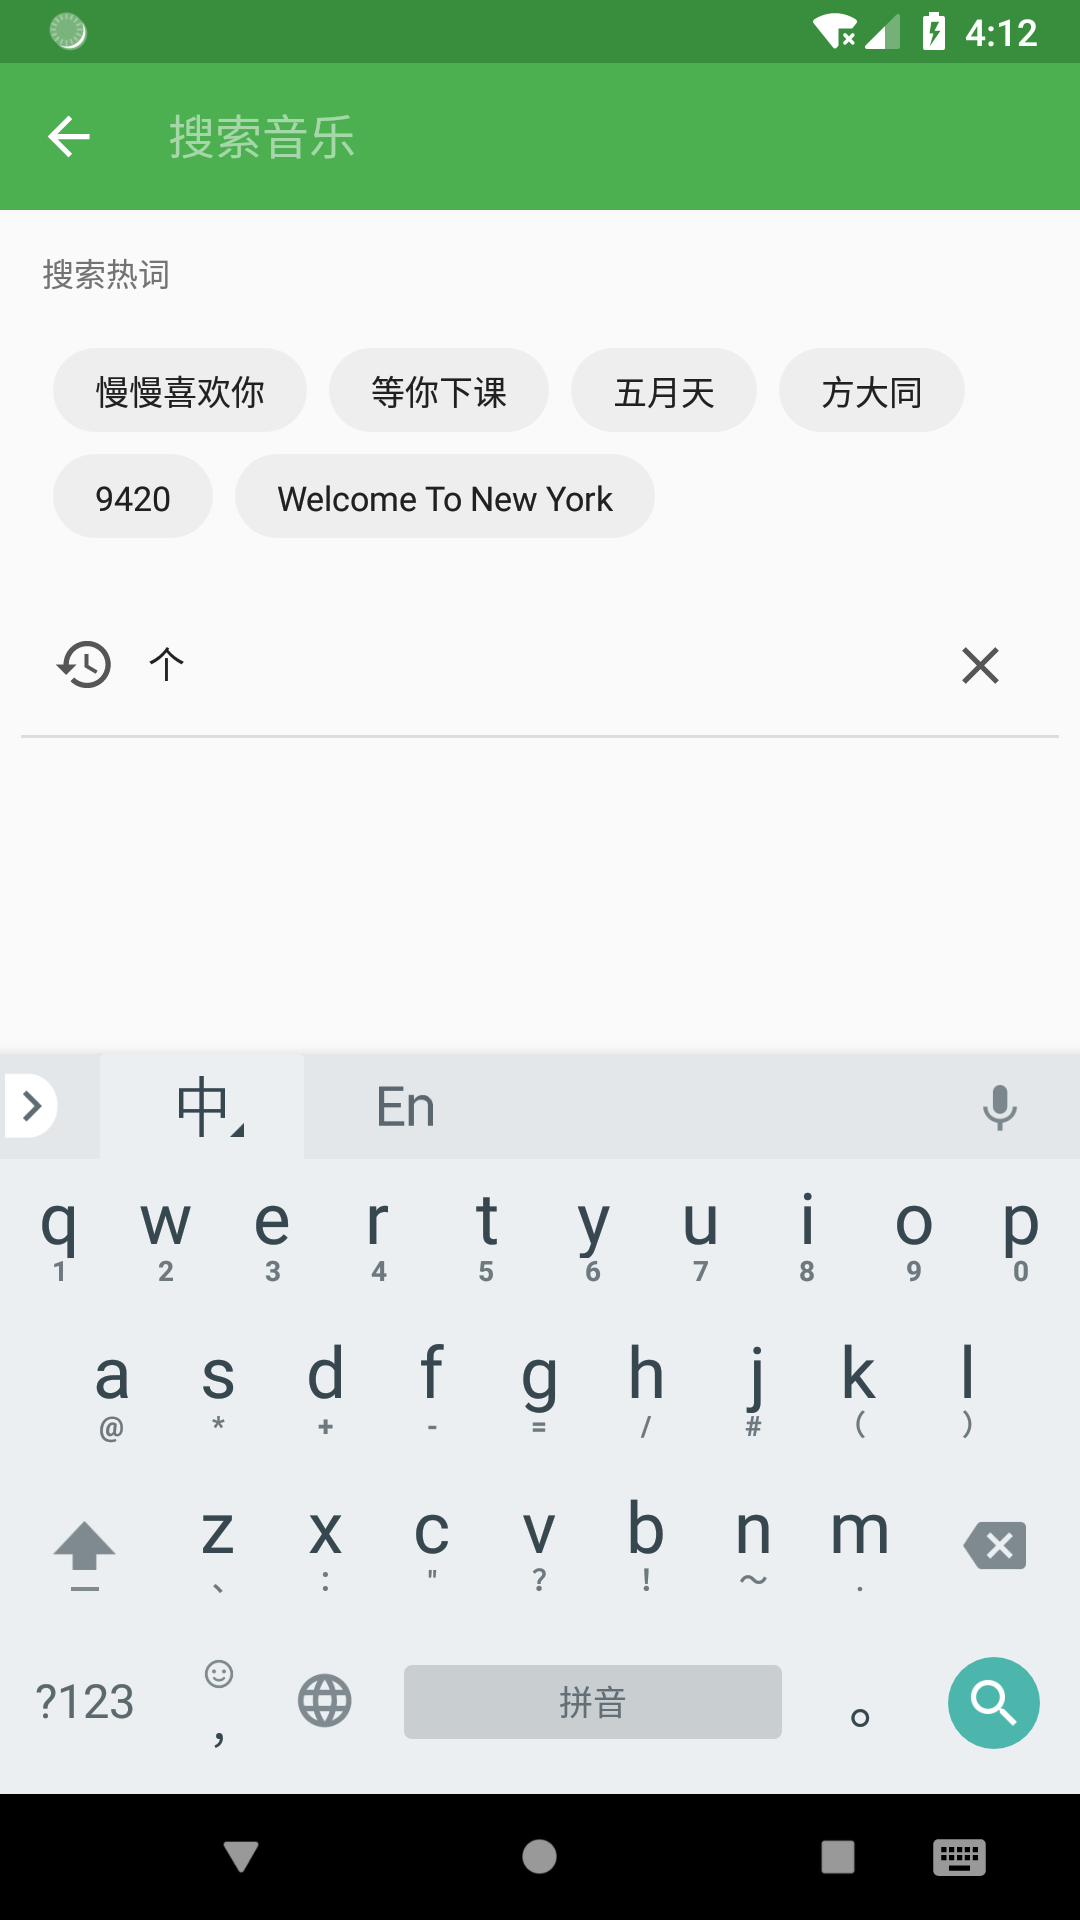 4:12
搜索音乐
搜索热词
慢慢喜欢你 等你下课 五月天 方大同
9420 Welcome To New York
个
中 En
q w e r t y u i o p
1 2 3 4 5 6 7 8 9 0
a s d f g h j k l
@ * + - = / # （ ）
z x c v b n m
、 : " ? ! ～ .
?123 ， 拼音 。